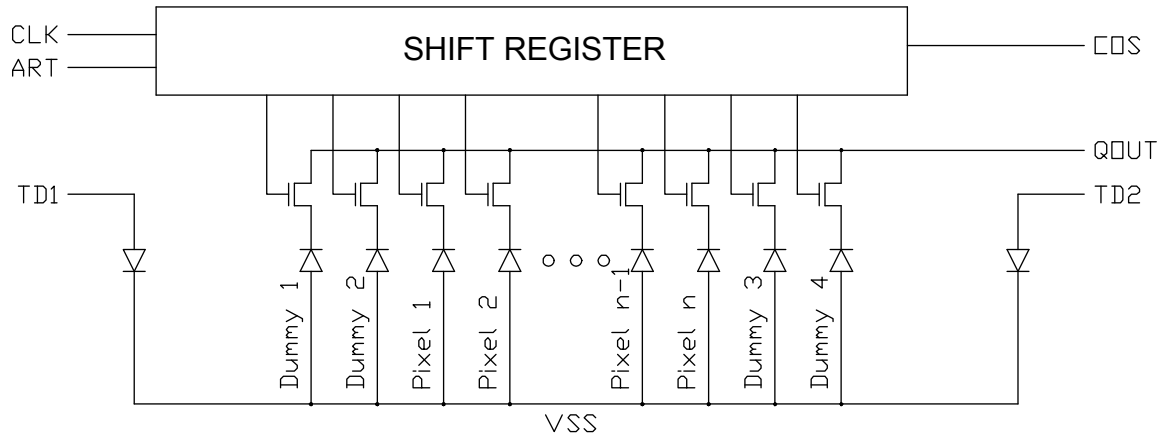 CLK
ART
SHIFT REGISTER
COS
QOUT
TD1
TD2
Dummy 1
Dummy 2
Pixel 1
Pixel 2
Pixel n-1
Pixel n
Dummy 3
Dummy 4
VSS